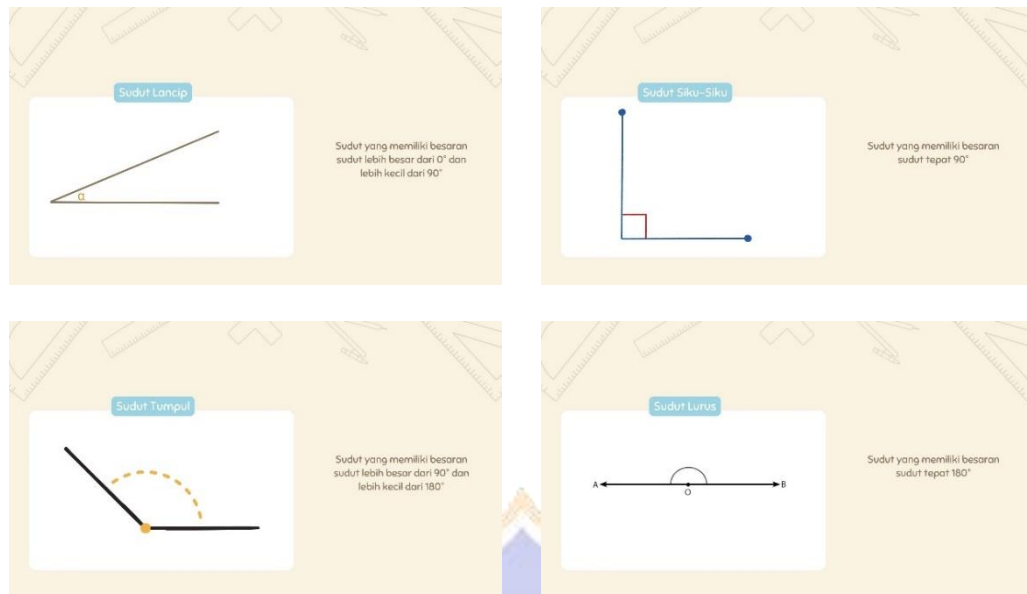 Sudut Lancip
α
Sudut yang memiliki besaran
sudut lebih besar dari 0° dan
lebih kecil dari 90°
Sudut Siku-Siku
Sudut yang memiliki besaran
sudut tepat 90°
Sudut Tumpul
Sudut yang memiliki besaran
sudut lebih besar dari 90° dan
lebih kecil dari 180°
Sudut Lurus
A
O
B
Sudut yang memiliki besaran
sudut tepat 180°